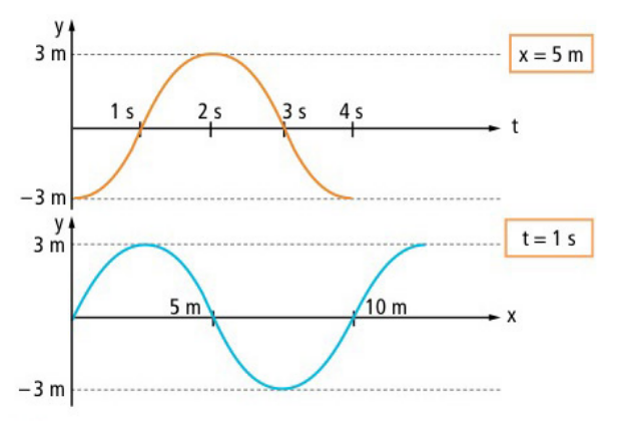 y
3 m
x = 5 m
1 s 2 s 3 s 4 s
t
−3 m
y
3 m
t = 1 s
5 m 10 m
x
−3 m